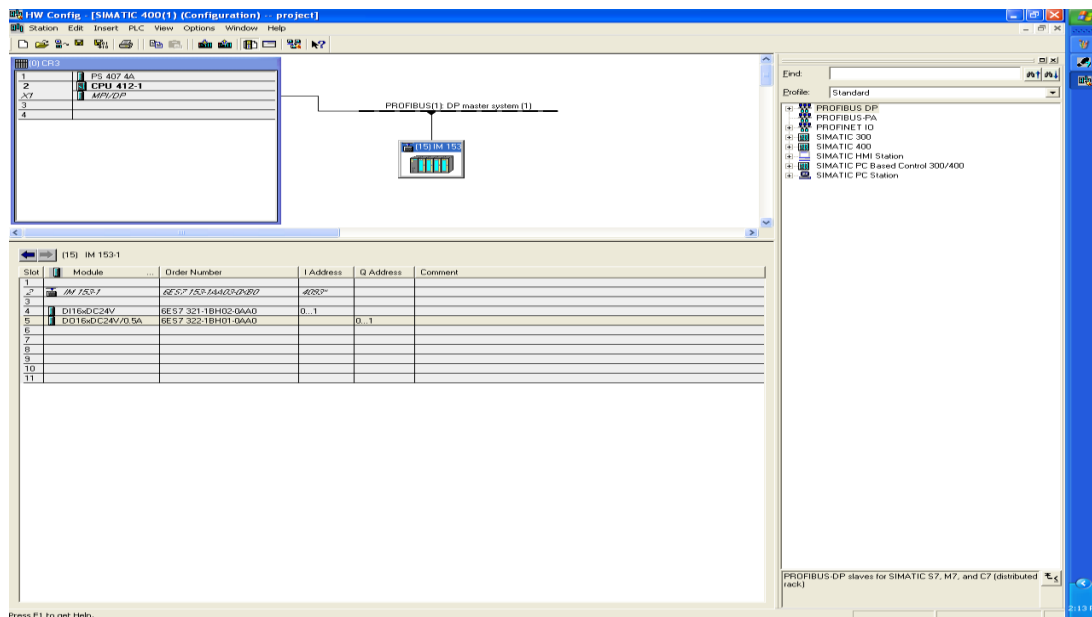 HW Config - [SIMATIC 400(1) (Configuration) -- project]
Station Edit Insert PLC View Options Window Help
(0) CR3
1 PS 407 4A
2 CPU 412-1
X1 MPI/DP
3
4
PROFIBUS(1): DP master system (1)
(15) IM 153
Find:
Profile: Standard
PROFIBUS DP
PROFIBUS-PA
PROFINET IO
SIMATIC 300
SIMATIC 400
SIMATIC HMI Station
SIMATIC PC Based Control 300/400
SIMATIC PC Station
(15) IM 153-1
Slot Module ... Order Number I Address Q Address Comment
1
2 IM 153-1 6ES7 153-1AA03-0XB0 4093*
3
4 DI16xDC24V 6ES7 321-1BH02-0AA0 0...1
5 DO16xDC24V/0.5A 6ES7 322-1BH01-0AA0 0...1
6
7
8
9
10
11
PROFIBUS-DP slaves for SIMATIC S7, M7, and C7 (distributed
rack)
Press F1 to get Help.
2:13 P